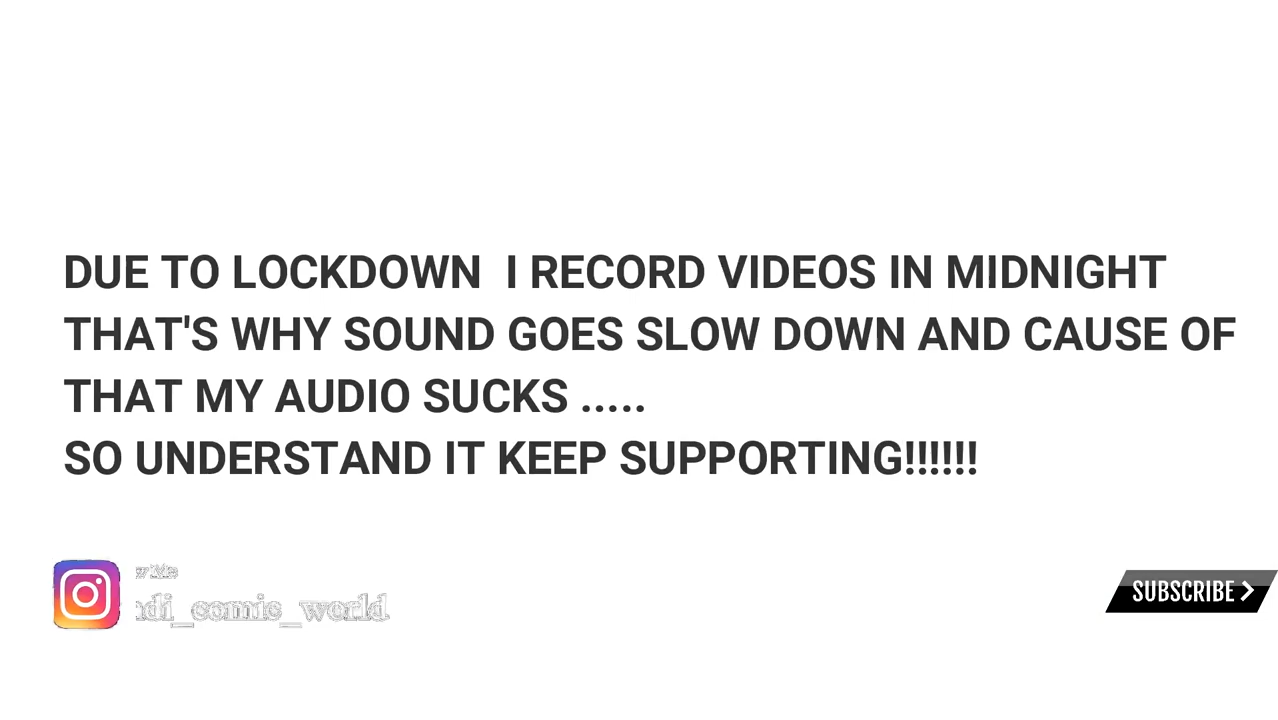 DUE TO LOCKDOWN  I RECORD VIDEOS IN MIDNIGHT
THAT'S WHY SOUND GOES SLOW DOWN AND CAUSE OF
THAT MY AUDIO SUCKS .....
SO UNDERSTAND IT KEEP SUPPORTING!!!!!!
di_comic_world
SUBSCRIBE >